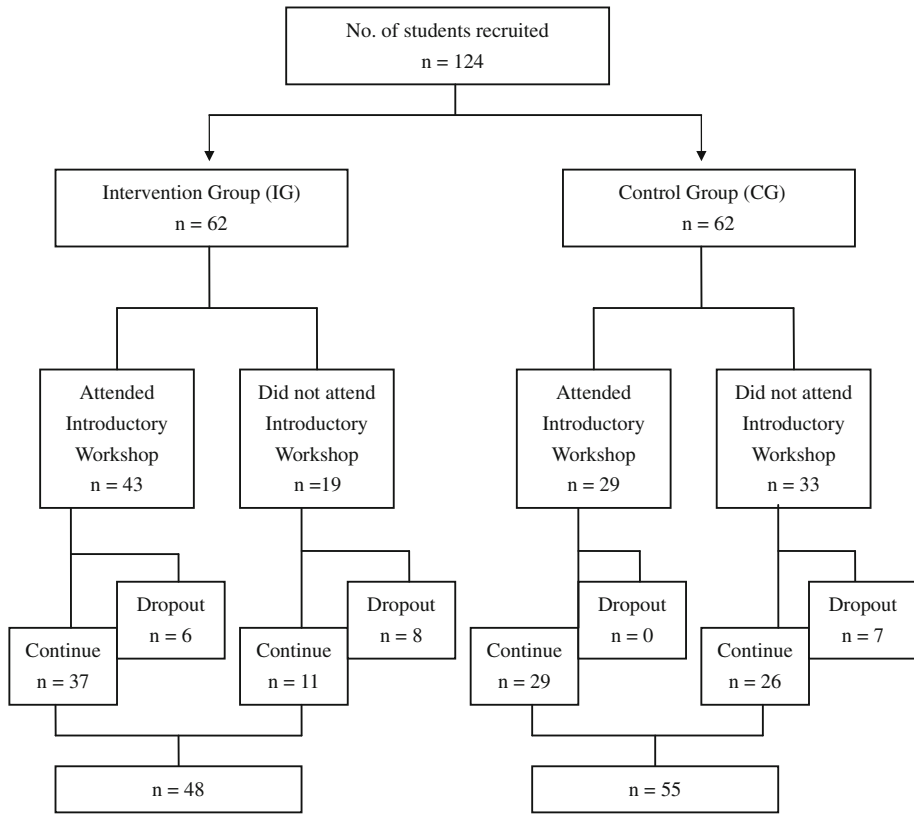 No. of students recruited
n = 124
Intervention Group (IG)
n = 62
Control Group (CG)
n = 62
Attended
Introductory
Workshop
n = 43
Did not attend
Introductory
Workshop
n =19
Attended
Introductory
Workshop
n = 29
Did not attend
Introductory
Workshop
n = 33
Dropout
n = 6
Continue
n = 37
Dropout
n = 8
Continue
n = 11
Dropout
n = 0
Continue
n = 29
Dropout
n = 7
Continue
n = 26
n = 48
n = 55